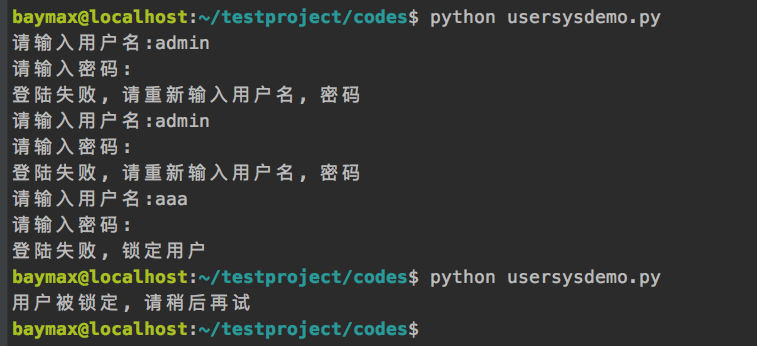 baymax@localhost:~/testproject/codes$ python usersysdemo.py
请输入用户名:admin
请输入密码:
登陆失败, 请重新输入用户名, 密码
请输入用户名:admin
请输入密码:
登陆失败, 请重新输入用户名, 密码
请输入用户名:aaa
请输入密码:
登陆失败, 锁定用户
baymax@localhost:~/testproject/codes$ python usersysdemo.py
用户被锁定, 请稍后再试
baymax@localhost:~/testproject/codes$